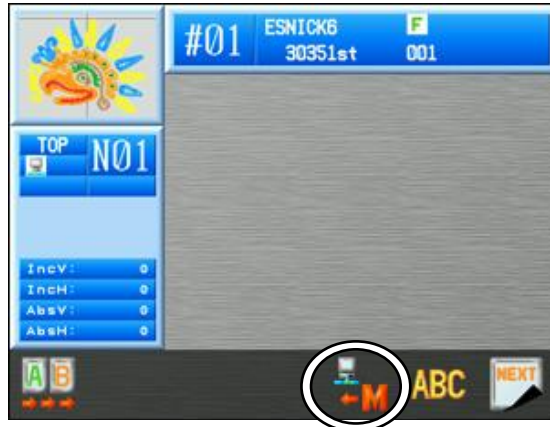 #01 ESNICK6 F
30351st 001
TOP N01
IncV: 0
IncH: 0
AbsV: 0
AbsH: 0
A B M ABC NEXT